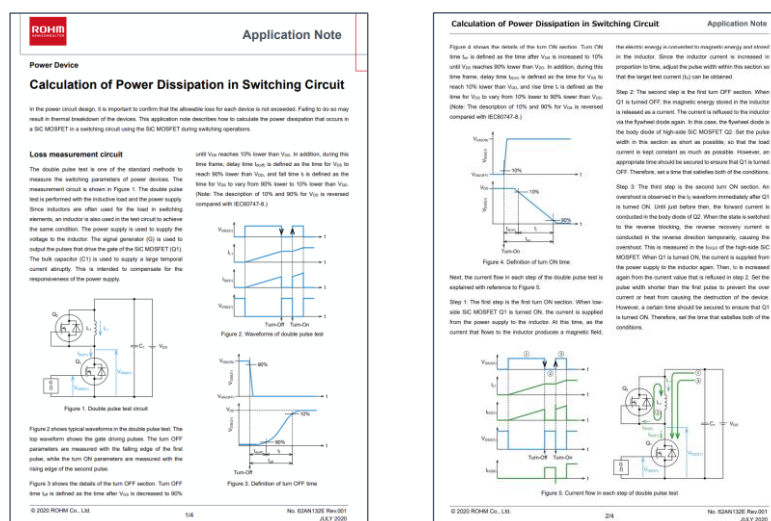 ROHM
SEMICONDUCTOR
Application Note
Power Device
Calculation of Power Dissipation in Switching Circuit
In the power circuit design, it is important to confirm that the allowable loss for each device is not exceeded. Failing to do so may
result in thermal breakdown of the devices. This application note describes how to calculate the power dissipation that occurs in
a SiC MOSFET in a switching circuit using the SiC MOSFET during switching operations.
Loss measurement circuit
The double pulse test is one of the standard methods to
measure the switching parameters of power devices. The
measurement circuit is shown in Figure 1. The double pulse
test is performed with the inductive load and the power supply.
Since inductors are often used for the load in switching
elements, an inductor is also used in the test circuit to achieve
the same condition. The power supply is used to supply the
voltage to the inductor. The signal generator (G) is used to
output the pulses that drive the gate of the SiC MOSFET (Q1).
The bulk capacitor (C1) is used to supply a large temporal
current abruptly. This is intended to compensate for the
responsiveness of the power supply.
Figure 1. Double pulse test circuit
Figure 2 shows typical waveforms in the double pulse test. The
top waveform shows the gate driving pulses. The turn OFF
parameters are measured with the falling edge of the first
pulse, while the turn ON parameters are measured with the
rising edge of the second pulse.
Figure 3 shows the details of the turn OFF section. Turn OFF
time toff is defined as the time after VGS is decreased to 90%
until VDS reaches 10% lower than VDD. In addition, during this
time frame, delay time td(off) is defined as the time for VDS to
reach 90% lower than VDD, and fall time tf is defined as the
time for VDS to vary from 90% lower to 10% lower than VDD.
(Note: The description of 10% and 90% for VDS is reversed
compared with IEC60747-8.)
Turn-Off Turn-On
Figure 2. Waveforms of double pulse test
90%
10%
90%
Turn-Off
Figure 3. Definition of turn OFF time
© 2020 ROHM Co., Ltd.
1/4
No. 62AN132E Rev.001
JULY 2020
Calculation of Power Dissipation in Switching Circuit
Application Note
Figure 4 shows the details of the turn ON section. Turn ON
time ton is defined as the time after VGS is increased to 10%
until VDS reaches 90% lower than VDD. In addition, during this
time frame, delay time td(on) is defined as the time for VDS to
reach 10% lower than VDD, and rise time tr is defined as the
time for VDS to vary from 10% lower to 90% lower than VDD.
(Note: The description of 10% and 90% for VDS is reversed
compared with IEC60747-8.)
10%
10%
90%
Turn-On
Figure 4. Definition of turn ON time
Next, the current flow in each step of the double pulse test is
explained with reference to Figure 5.
Step 1: The first step is the first turn ON section. When low-
side SiC MOSFET Q1 is turned ON, the current is supplied
from the power supply to the inductor. At this time, as the
current that flows to the inductor produces a magnetic field,
the electric energy is converted to magnetic energy and stored
in the inductor. Since the inductor current is increased in
proportion to time, adjust the pulse width within this section so
that the target current (ID) can be obtained.
Step 2: The second step is the first turn OFF section. When
Q1 is turned OFF, the magnetic energy stored in the inductor
is released as a current. The current is refluxed to the inductor
via the flywheel diode again. In this case, the flywheel diode is
the body diode of high-side SiC MOSFET Q2. Set the pulse
width in this section as short as possible, so that the load
current is kept constant as much as possible. However, an
appropriate time should be secured to ensure that Q1 is turned
OFF. Therefore, set a time that satisfies both of the conditions.
Step 3: The third step is the second turn ON section. An
overshoot is observed in the ID waveform immediately after Q1
is turned ON. Until just before then, the forward current is
conducted in the body diode of Q2. When the state is switched
to the reverse blocking, the reverse recovery current is
conducted in the reverse direction temporarily, causing the
overshoot. This is measured in the ID(Q2) of the high-side SiC
MOSFET. When Q1 is turned ON, the current is supplied from
the power supply to the inductor again. Then, ID is increased
again from the current value that is refluxed in step 2. Set the
pulse width shorter than the first pulse to prevent the over
current or heat from causing the destruction of the device.
However, a certain time should be secured to ensure that Q1
is turned ON. Therefore, set the time that satisfies both of the
conditions.
Turn-Off Turn-On
Figure 5. Current flow in each step of double pulse test
© 2020 ROHM Co., Ltd.
2/4
No. 62AN132E Rev.001
JULY 2020